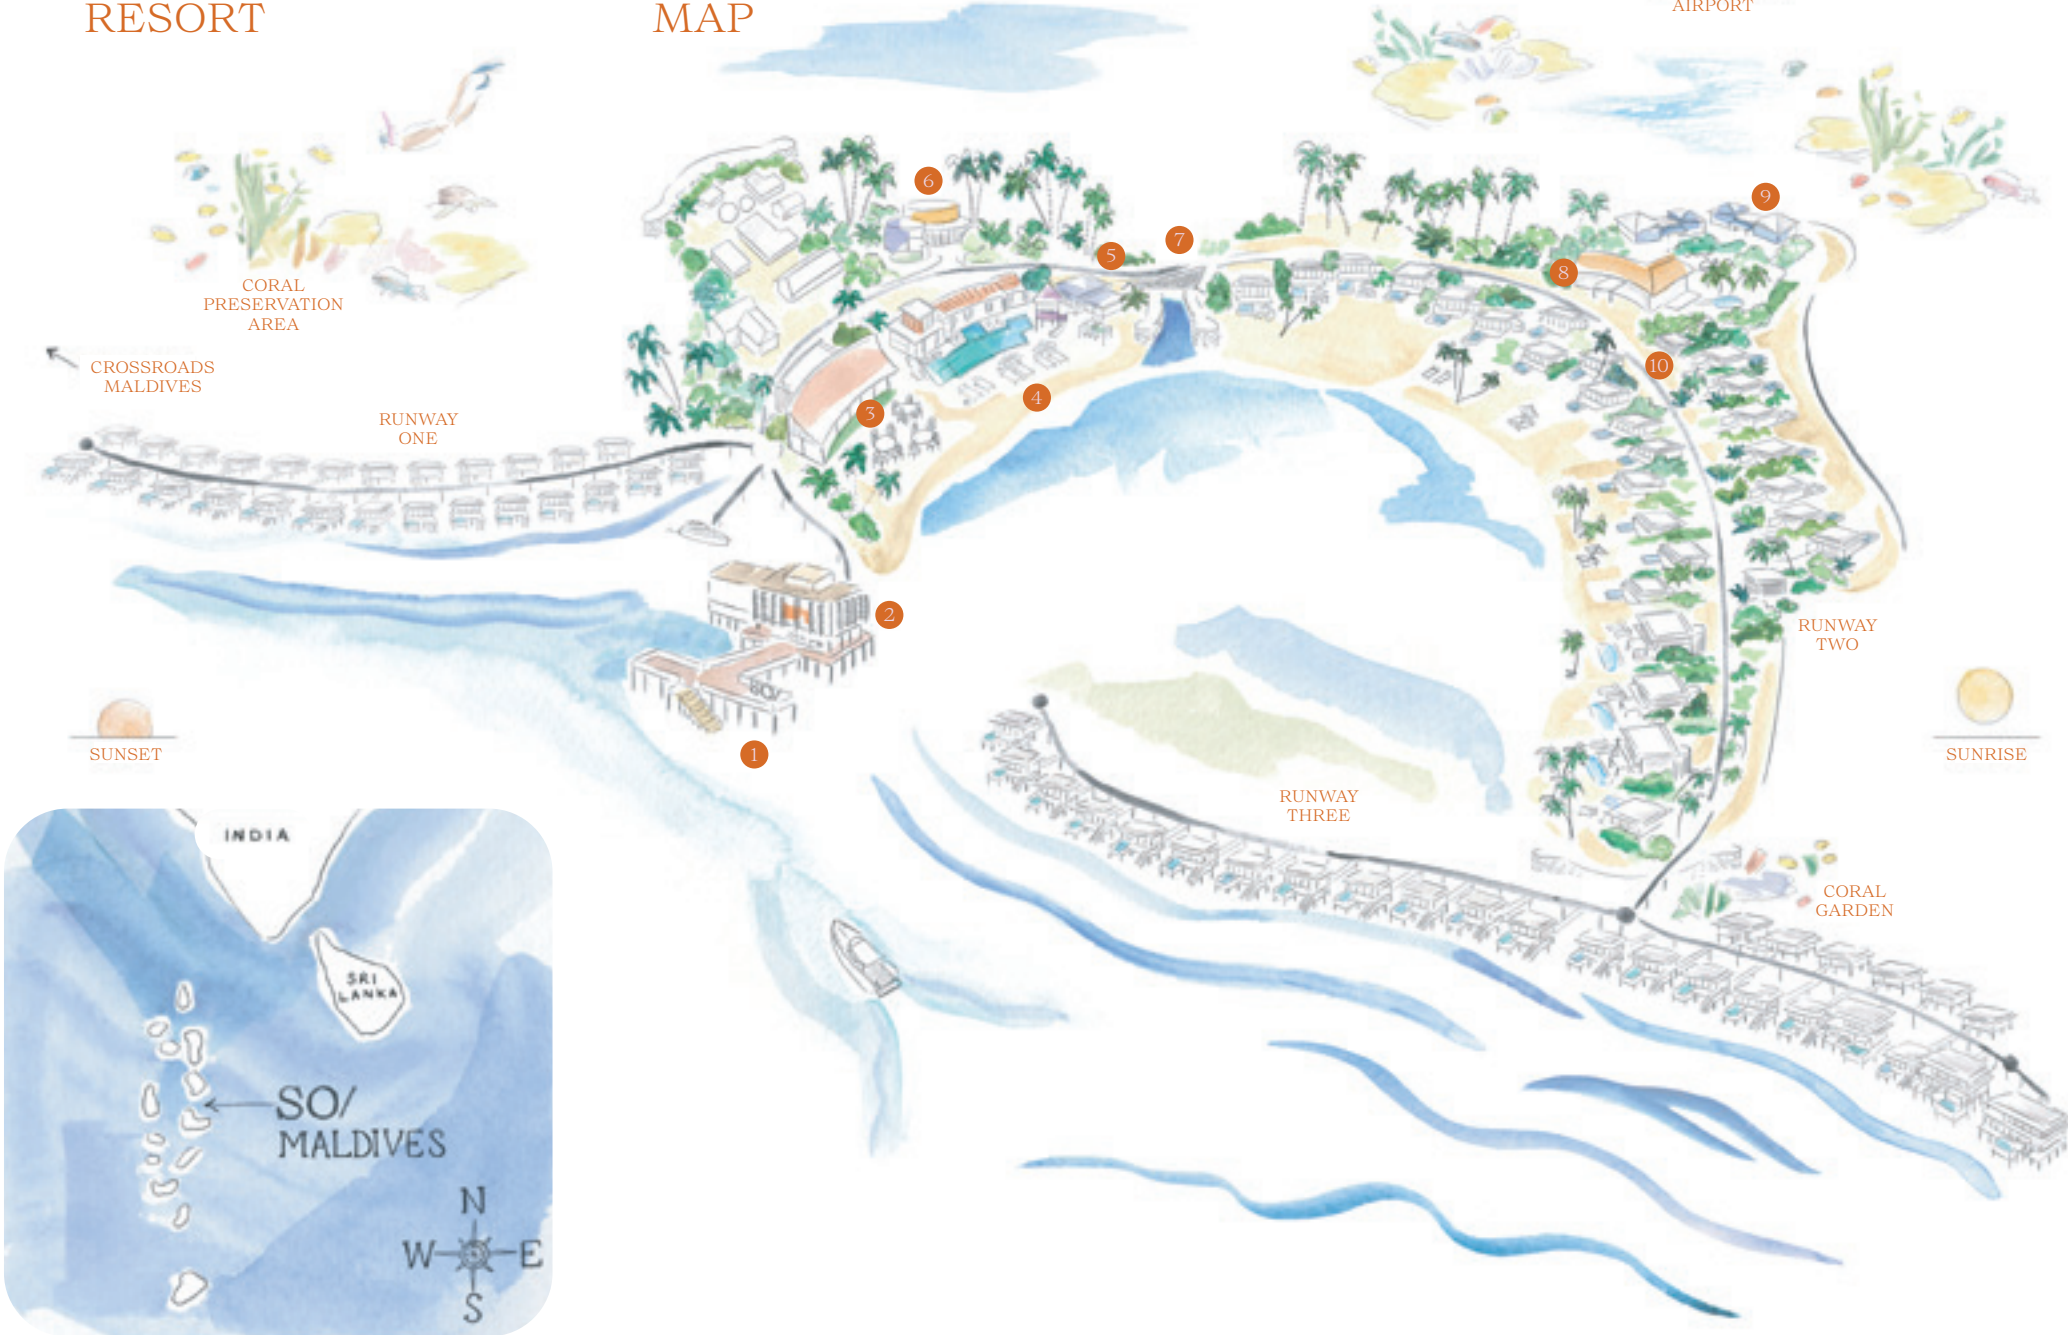 RESORT MAP
AIRPORT
6
9
7
5
8
CORAL
PRESERVATION
AREA
CROSSROADS
MALDIVES
10
4
3
RUNWAY
ONE
2
RUNWAY
TWO
SO/
1
SUNSET
SUNRISE
RUNWAY
THREE
CORAL
GARDEN
INDIA
SRI
LANKA
SO/
MALDIVES
N
W E
S